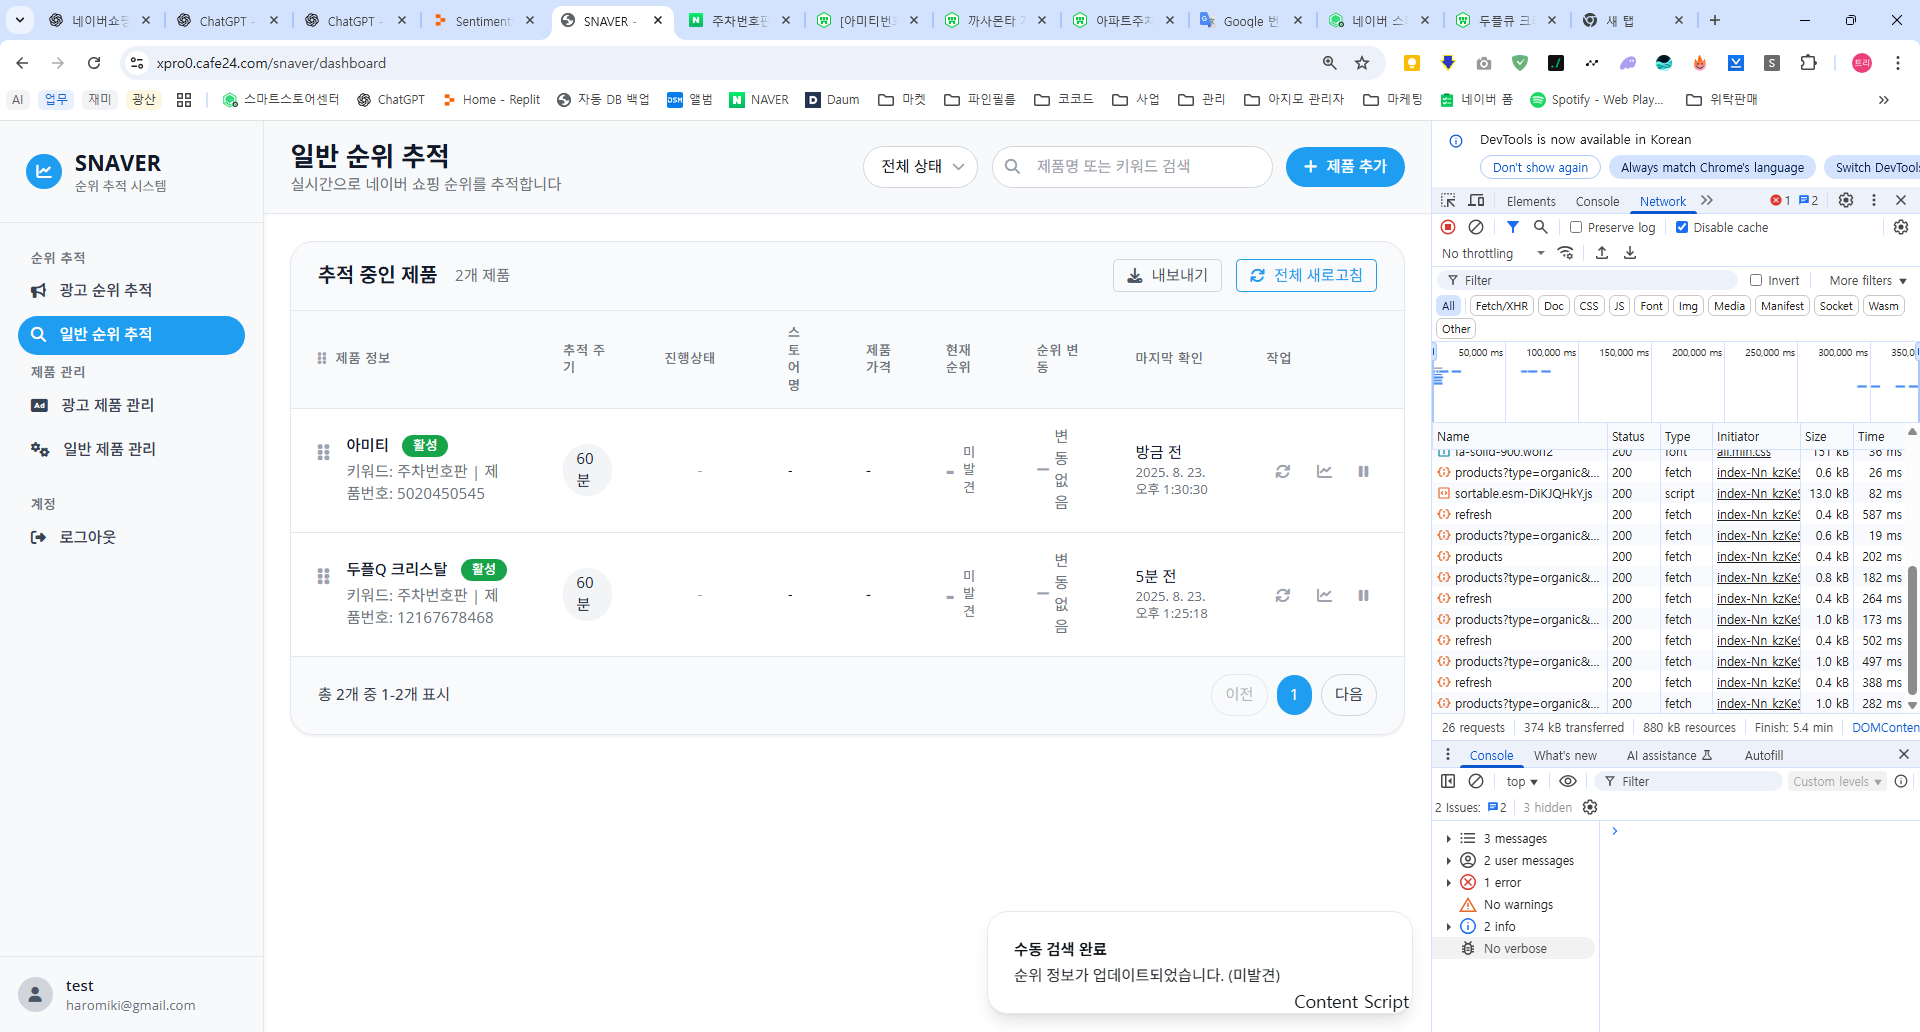 네이버쇼핑
ChatGPT -
ChatGPT -
Sentiment
SNAVER -
주차번호판
[아미티번호
까사몬타
아파트주차
Google 번
네이버 스
두플큐 크리
새 탭
xpro0.cafe24.com/snaver/dashboard
트리
AI
업무
재미
광산
스마트스토어센터
ChatGPT
Home - Replit
자동 DB 백업
DSM
앨범
NAVER
Daum
마켓
파인필름
코코드
사업
관리
아지모 관리자
마케팅
네이버 폼
Spotify - Web Play...
위탁판매
SNAVER
순위 추적 시스템
순위 추적
광고 순위 추적
일반 순위 추적
제품 관리
Ad
광고 제품 관리
일반 제품 관리
계정
로그아웃
test
haromiki@gmail.com
일반 순위 추적
실시간으로 네이버 쇼핑 순위를 추적합니다
전체 상태
제품명 또는 키워드 검색
+ 제품 추가
추적 중인 제품
2개 제품
내보내기
전체 새로고침
제품 정보
추적 주
기
진행상태
스
토
어
명
제품
가격
현재
순위
순위 변
동
마지막 확인
작업
아미티
활성
키워드: 주차번호판 | 제
품번호: 5020450545
60
분
-
-
-
미
발
견
변
동
없
음
방금 전
2025. 8. 23.
오후 1:30:30
두플Q 크리스탈
활성
키워드: 주차번호판 | 제
품번호: 12167678468
60
분
-
-
-
미
발
견
변
동
없
음
5분 전
2025. 8. 23.
오후 1:25:18
총 2개 중 1-2개 표시
이전
1
다음
수동 검색 완료
순위 정보가 업데이트되었습니다. (미발견)
Content Script
DevTools is now available in Korean
Don't show again
Always match Chrome's language
Switch DevTools
Elements
Console
Network
1
2
Preserve log
Disable cache
No throttling
Filter
Invert
More filters
All
Fetch/XHR
Doc
CSS
JS
Font
Img
Media
Manifest
Socket
Wasm
Other
50,000 ms
100,000 ms
150,000 ms
200,000 ms
250,000 ms
300,000 ms
350,0
Name Status Type Initiator Size Time
fa-solid-900.woff2 200 font all.min.css 151 kB 36 ms
products?type=organic&... 200 fetch index-Nn_kzKeS 0.6 kB 26 ms
sortable.esm-DiKJQHkY.js 200 script index-Nn_kzKeS 13.0 kB 82 ms
refresh 200 fetch index-Nn_kzKeS 0.4 kB 587 ms
products?type=organic&... 200 fetch index-Nn_kzKeS 0.6 kB 19 ms
products 200 fetch index-Nn_kzKeS 0.4 kB 202 ms
products?type=organic&... 200 fetch index-Nn_kzKeS 0.8 kB 182 ms
refresh 200 fetch index-Nn_kzKeS 0.4 kB 264 ms
products?type=organic&... 200 fetch index-Nn_kzKeS 1.0 kB 173 ms
refresh 200 fetch index-Nn_kzKeS 0.4 kB 502 ms
products?type=organic&... 200 fetch index-Nn_kzKeS 1.0 kB 497 ms
refresh 200 fetch index-Nn_kzKeS 0.4 kB 388 ms
products?type=organic&... 200 fetch index-Nn_kzKeS 1.0 kB 282 ms
26 requests
374 kB transferred
880 kB resources
Finish: 5.4 min
DOMConten
Console
What's new
AI assistance
Autofill
top
Filter
Custom levels
2 Issues: 2
3 hidden
3 messages
2 user messages
1 error
No warnings
2 info
No verbose